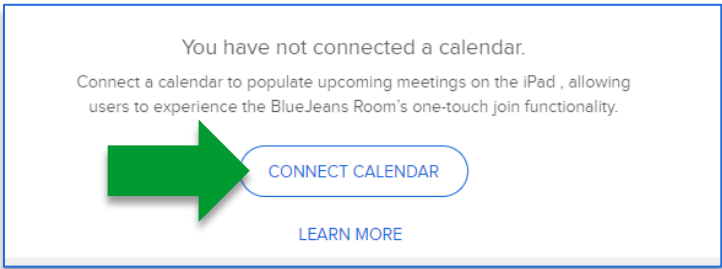 You have not connected a calendar.
Connect a calendar to populate upcoming meetings on the iPad , allowing
users to experience the BlueJeans Room's one-touch join functionality.
CONNECT CALENDAR
LEARN MORE